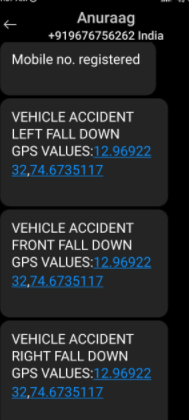 Anuraag
+919676756262 India
Mobile no. registered
VEHICLE ACCIDENT
LEFT FALL DOWN
GPS VALUES:12.96922
32,74.6735117
VEHICLE ACCIDENT
FRONT FALL DOWN
GPS VALUES:12.96922
32,74.6735117
VEHICLE ACCIDENT
RIGHT FALL DOWN
GPS VALUES:12.96922
32,74.6735117